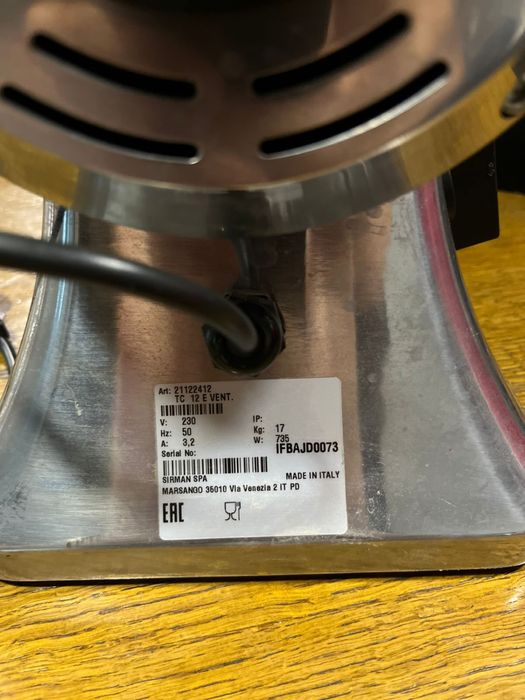 Art: 21122412
TC 12 E VENT.
V: 230 IP:
Hz: 50 Kg: 17
A: 3,2 W: 735
Serial No: IFBAJD0073
SIRMAN SPA MADE IN ITALY
MARSANGO 35010 Via Venezia 2 IT PD
EAC